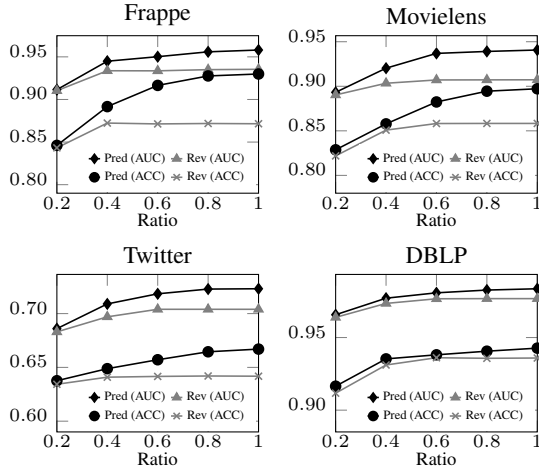 Frappe
0.95
0.90
0.85
0.80
Pred (AUC) Rev (AUC)
Pred (ACC) Rev (ACC)
0.2 0.4 0.6 0.8 1
Ratio
Movielens
0.95
0.90
0.85
0.80
Pred (AUC) Rev (AUC)
Pred (ACC) Rev (ACC)
0.2 0.4 0.6 0.8 1
Ratio
Twitter
0.70
0.65
0.60
Pred (AUC) Rev (AUC)
Pred (ACC) Rev (ACC)
0.2 0.4 0.6 0.8 1
Ratio
DBLP
0.95
0.90
Pred (AUC) Rev (AUC)
Pred (ACC) Rev (ACC)
0.2 0.4 0.6 0.8 1
Ratio